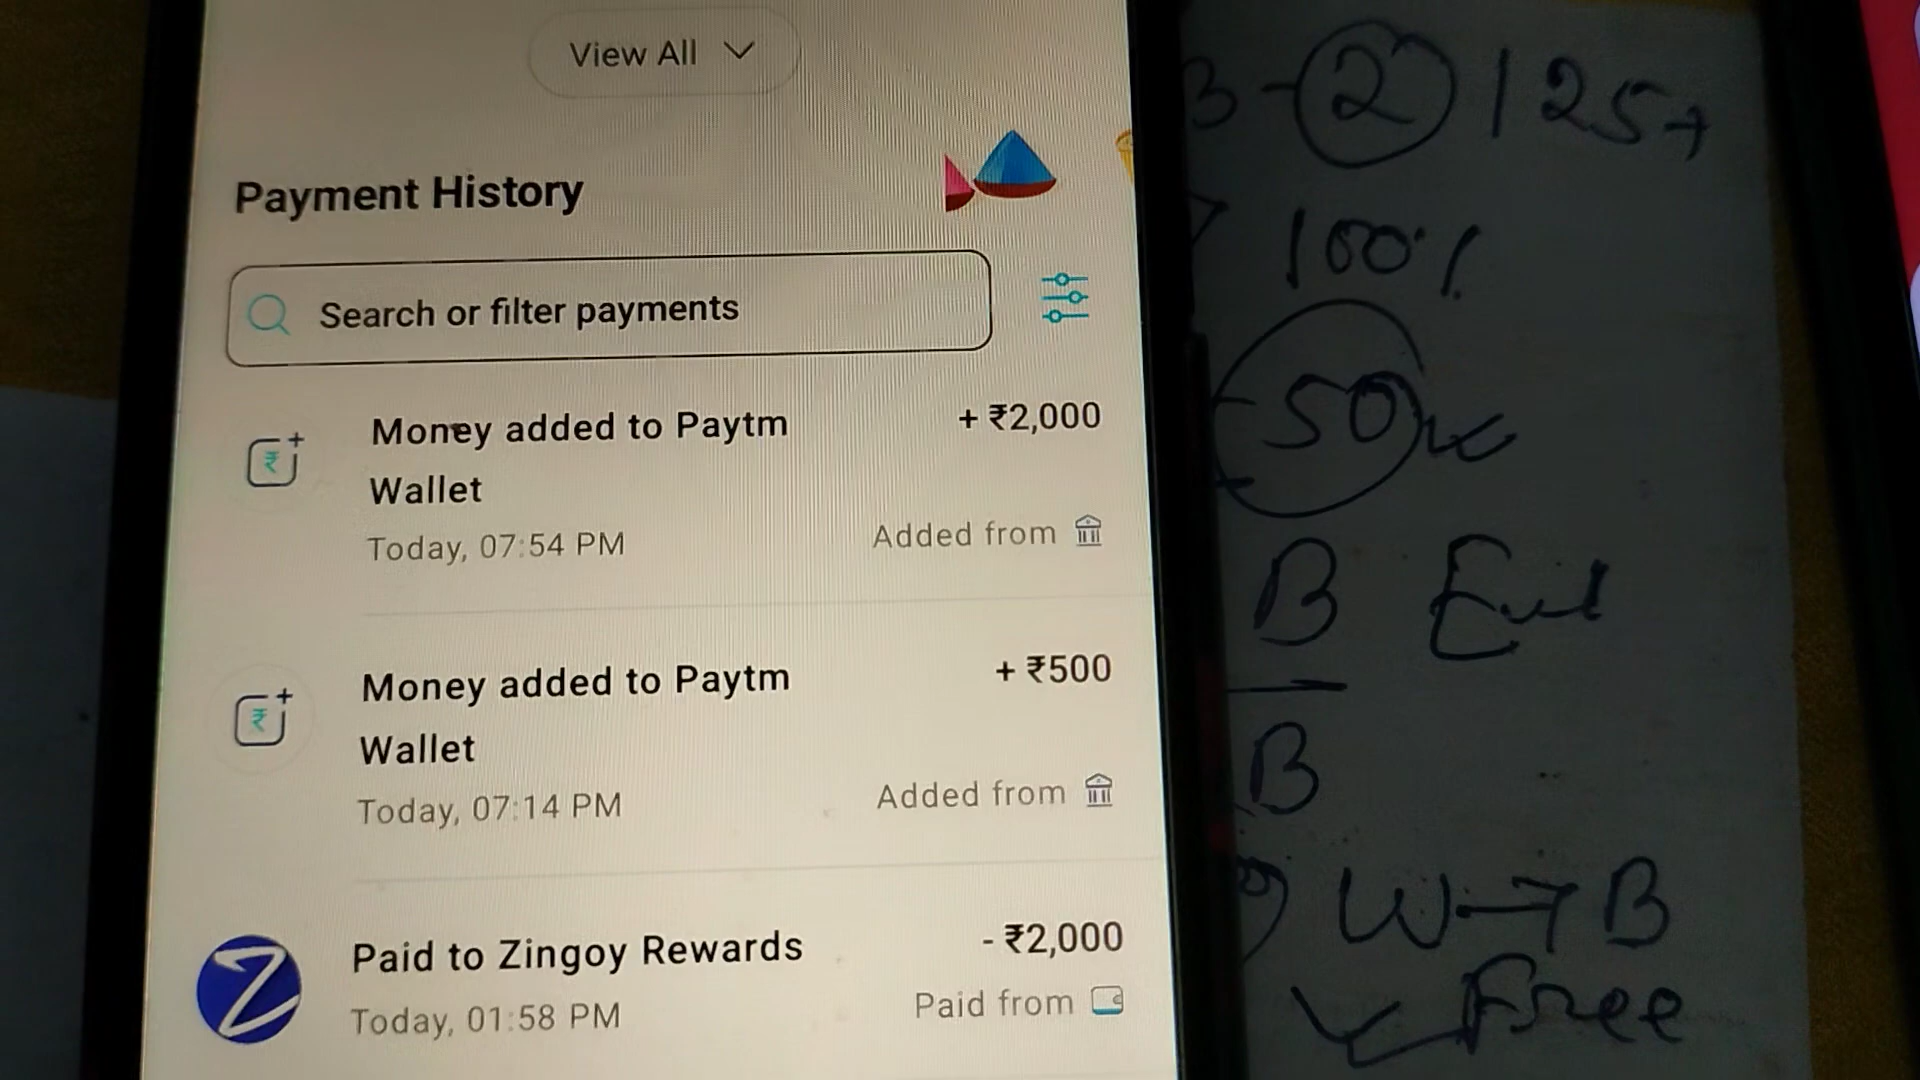 View All
Payment History
Search or filter payments
Money added to Paytm
Wallet
+ ₹2,000
Today, 07:54 PM
Added from
Money added to Paytm
Wallet
+ ₹500
Today, 07:14 PM
Added from
Z
Paid to Zingoy Rewards
- ₹2,000
Today, 01:58 PM
Paid from
3-2 125+
100%
50
B
B
W→B
Free